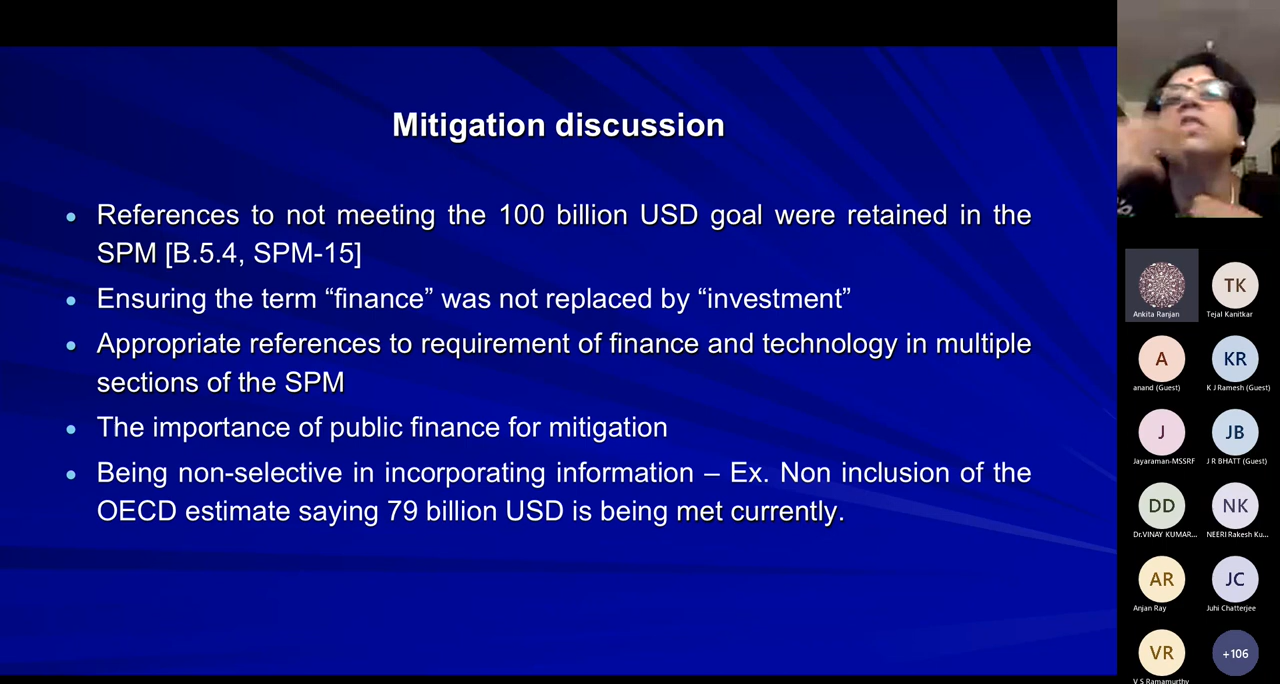 Mitigation discussion
• References to not meeting the 100 billion USD goal were retained in the
SPM [B.5.4, SPM-15]
• Ensuring the term “finance” was not replaced by “investment”
• Appropriate references to requirement of finance and technology in multiple
sections of the SPM
• The importance of public finance for mitigation
• Being non-selective in incorporating information – Ex. Non inclusion of the
OECD estimate saying 79 billion USD is being met currently.
Ankita Ranjan
TK
Tejal Kanitkar
A
anand (Guest)
KR
K J Ramesh (Guest)
J
Jayaraman-MSSRF
JB
J R BHATT (Guest)
DD
Dr.VINAY KUMAR...
NK
NEERI Rakesh Ku...
AR
Anjan Ray
JC
Juhi Chatterjee
VR
V S Ramamurthy
+106